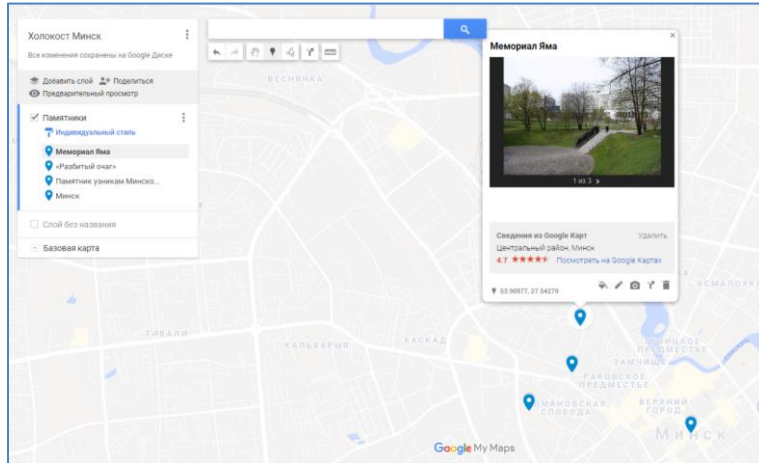 Холокост Минск
Все изменения сохранены на Google Диске
Добавить слой Поделиться
Предварительный просмотр
Памятники
Индивидуальный стиль
Мемориал Яма
«Разбитый очаг»
Памятник узникам Минско...
Минск
Слой без названия
Базовая карта
Мемориал Яма
1 из 3
Сведения из Google Карт Удалить
Центральный район, Минск
4.7 Посмотреть на Google Картах
53.90977, 27.54279
ВЕСНЯНКА
ТИВАЛИ
КАЛЬВАРИЯ
КАСКАД
ЗАМЧИЩЕ
РАКОВСКОЕ
ПРЕДМЕСТЬЕ
СЛОБОДА
ВЕРХНИЙ
ГОРОД
МИНСК
Google My Maps